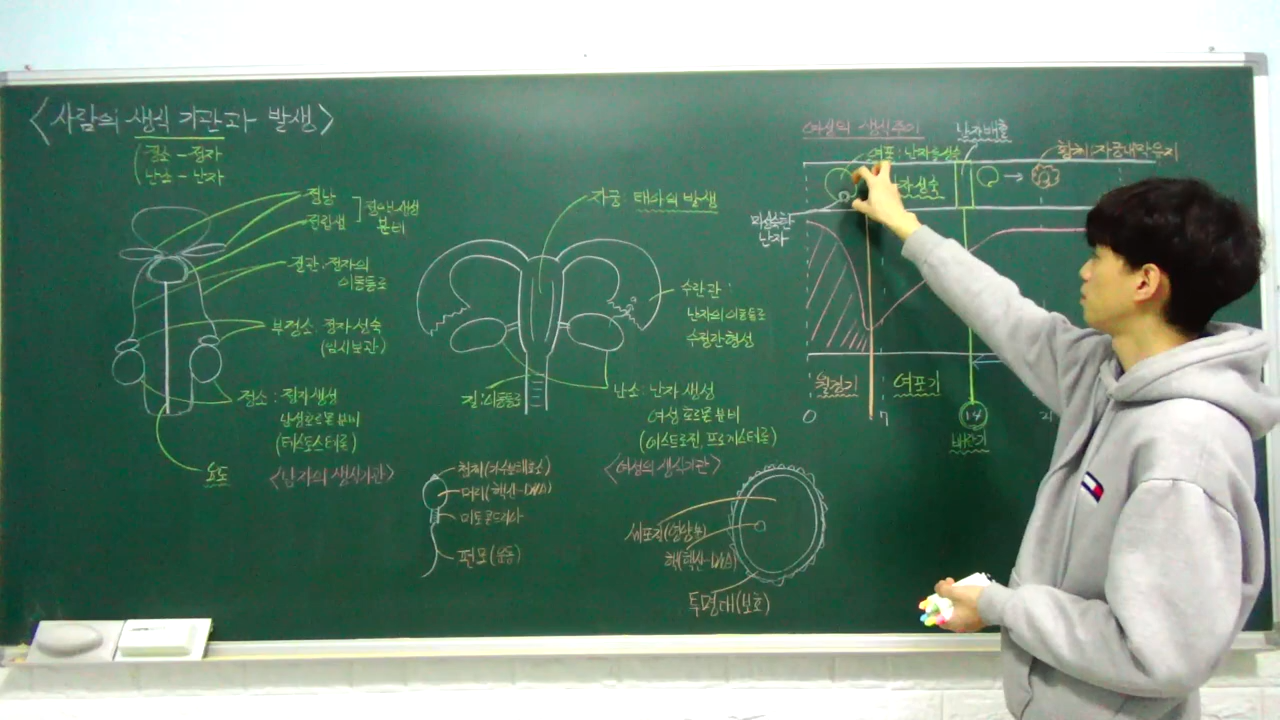 <사람의 생식 기관과 발생>
정소 - 정자
난소 - 난자
정낭
전립샘
정액 생성
분비
정관 : 정자의
이동통로
부정소 : 정자 성숙
(임시보관)
정소 : 정자생성
남성호르몬 분비
(테스토스테론)
요도
<남자의 생식기관>
자궁 : 태아의 발생
수란관 :
난자의 이동통로
수정란 형성
질 : 이동통로
난소 : 난자 생성
여성 호르몬 분비
(에스트로젠, 프로게스테론)
<여성의 생식기관>
첨체(가수분해효소)
머리(핵산-DNA)
미토콘드리아
편모(운동)
세포질(영양분)
핵(핵산-DNA)
투명대(보호)
여성의 생식주기
난자배출
여포 : 난자
황체 : 자궁내막유지
성숙
미성숙한
난자
월경기
여포기
0
7
14
21
배란기